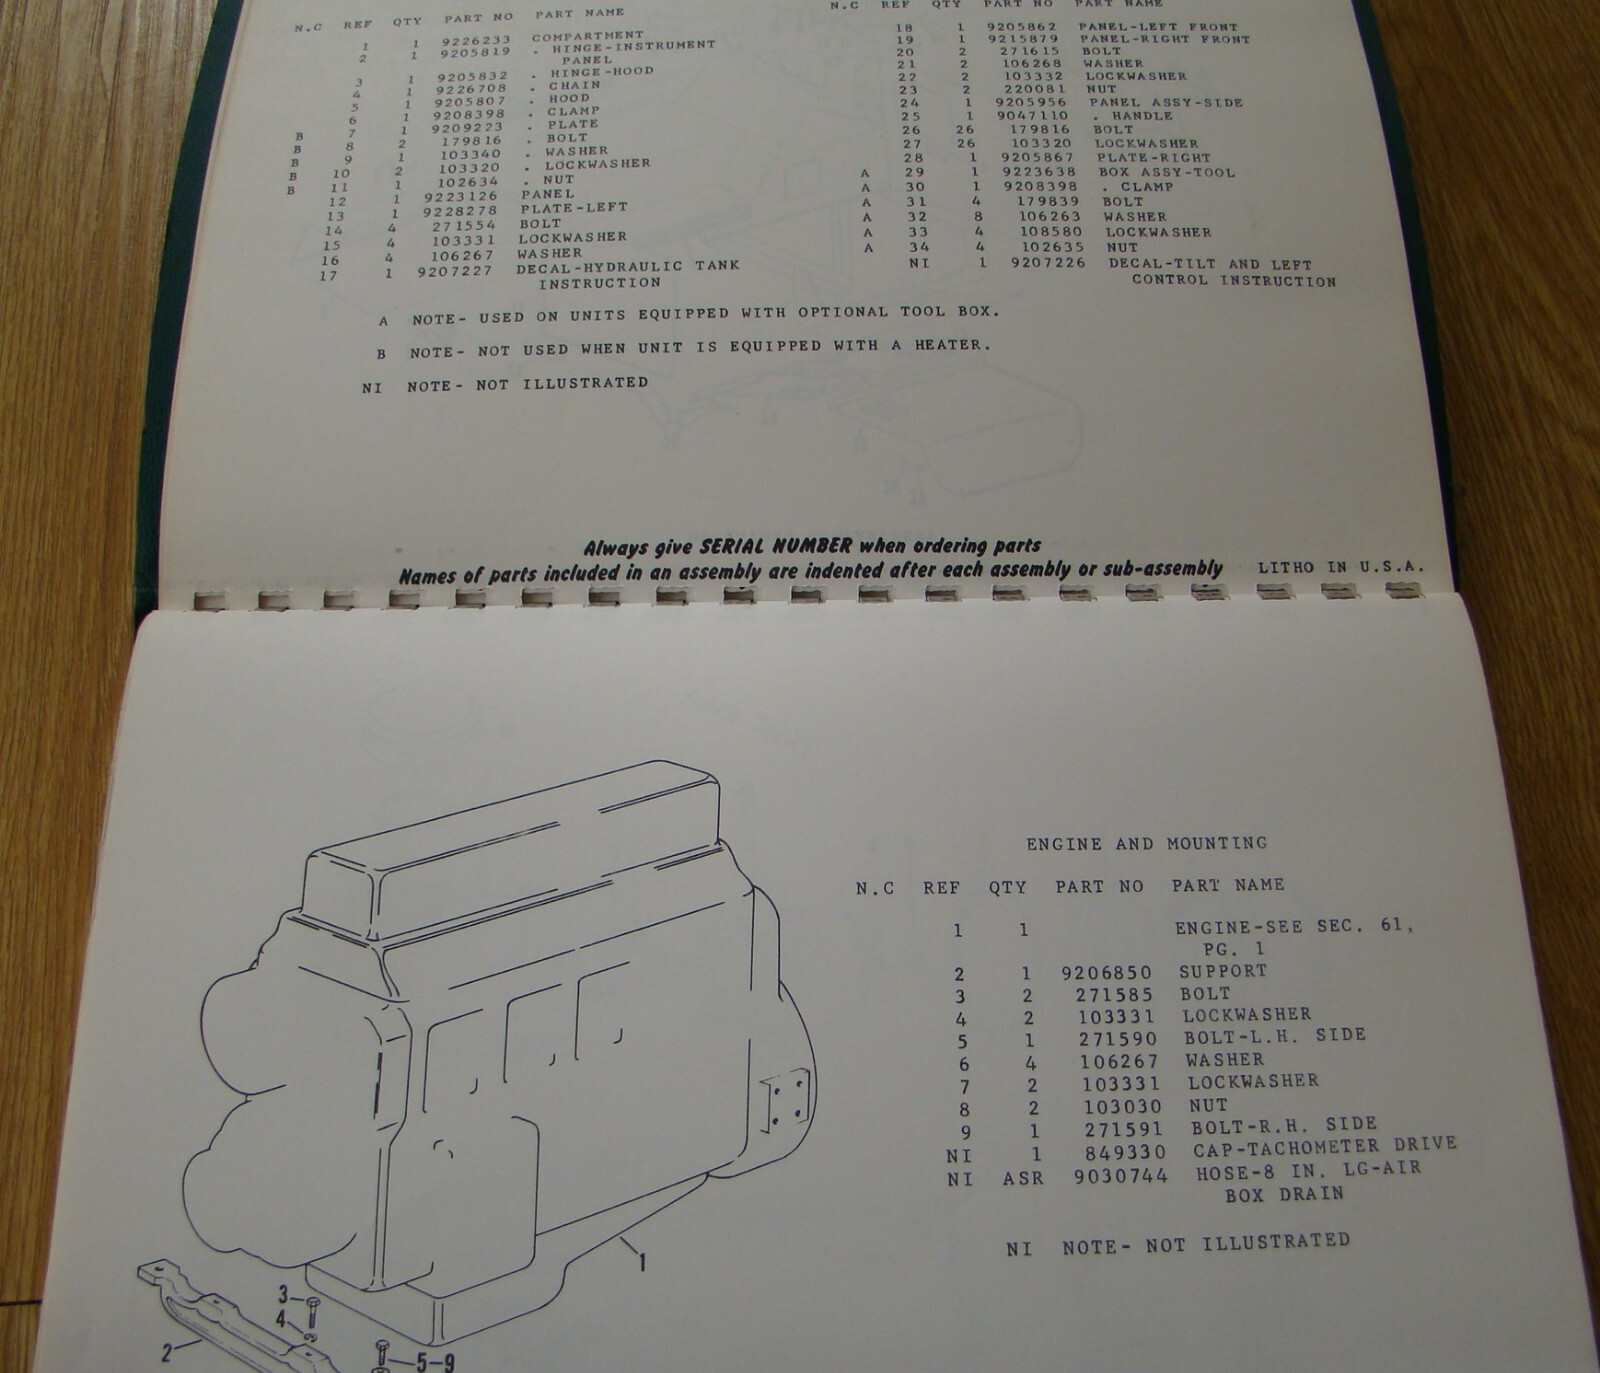 N.C REF QTY PART NO PART NAME
1 1 9226233 COMPARTMENT
2 1 9205819 . HINGE-INSTRUMENT
PANEL
3 1 9205832 . HINGE-HOOD
4 1 9226708 . CHAIN
5 1 9205807 . HOOD
6 1 9208398 . CLAMP
B 7 1 9209223 . PLATE
B 8 2 179816 . BOLT
B 9 1 103340 . WASHER
B 10 2 103320 . LOCKWASHER
B 11 1 102634 . NUT
12 1 9223126 PANEL
13 1 9228278 PLATE-LEFT
14 4 271554 BOLT
15 4 103331 LOCKWASHER
16 4 106267 WASHER
17 1 9207227 DECAL-HYDRAULIC TANK
INSTRUCTION
N.C REF QTY PART NO PART NAME
18 1 9205862 PANEL-LEFT FRONT
19 1 9215879 PANEL-RIGHT FRONT
20 2 271615 BOLT
21 2 106268 WASHER
22 2 103332 LOCKWASHER
23 2 220081 NUT
24 1 9205956 PANEL ASSY-SIDE
25 1 9047110 . HANDLE
26 26 179816 BOLT
27 26 103320 LOCKWASHER
28 1 9205867 PLATE-RIGHT
A 29 1 9223638 BOX ASSY-TOOL
A 30 1 9208398 . CLAMP
A 31 4 179839 BOLT
A 32 8 106263 WASHER
A 33 4 108580 LOCKWASHER
A 34 4 102635 NUT
NI 1 9207226 DECAL-TILT AND LEFT
CONTROL INSTRUCTION
A NOTE- USED ON UNITS EQUIPPED WITH OPTIONAL TOOL BOX.
B NOTE- NOT USED WHEN UNIT IS EQUIPPED WITH A HEATER.
NI NOTE- NOT ILLUSTRATED
Always give SERIAL NUMBER when ordering parts
Names of parts included in an assembly are indented after each assembly or sub-assembly LITHO IN U.S.A.
ENGINE AND MOUNTING
N.C REF QTY PART NO PART NAME
1 1 ENGINE-SEE SEC. 61,
PG. 1
2 1 9206850 SUPPORT
3 2 271585 BOLT
4 2 103331 LOCKWASHER
5 1 271590 BOLT-L.H. SIDE
6 4 106267 WASHER
7 2 103331 LOCKWASHER
8 2 103030 NUT
9 1 271591 BOLT-R.H. SIDE
NI 1 849330 CAP-TACHOMETER DRIVE
NI ASR 9030744 HOSE-8 IN. LG-AIR
BOX DRAIN
NI NOTE- NOT ILLUSTRATED
1
3
4
2
5-9